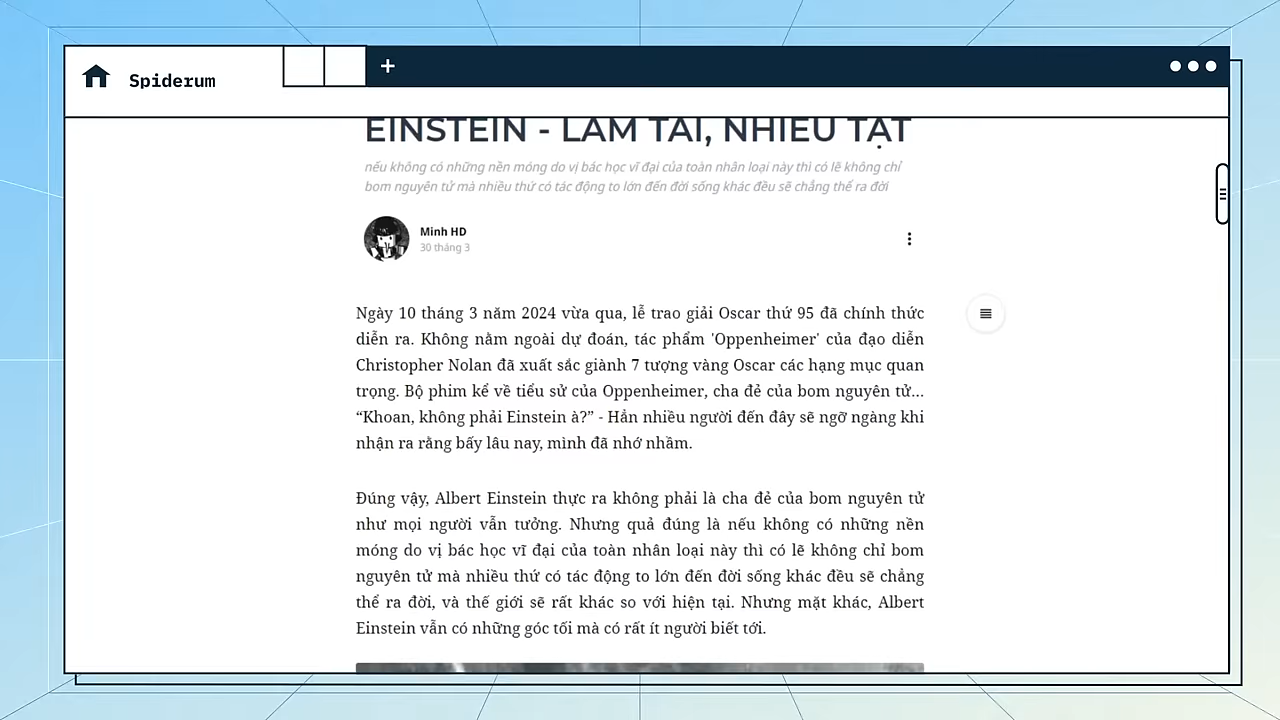 Spiderum
EINSTEIN - LẮM TÀI, NHIỀU TẬT
nếu không có những nền móng do vị bác học vĩ đại của toàn nhân loại này thì có lẽ không chỉ
bom nguyên tử mà nhiều thứ có tác động to lớn đến đời sống khác đều sẽ chẳng thể ra đời
Minh HD
30 tháng 3
Ngày 10 tháng 3 năm 2024 vừa qua, lễ trao giải Oscar thứ 95 đã chính thức
diễn ra. Không nằm ngoài dự đoán, tác phẩm 'Oppenheimer' của đạo diễn
Christopher Nolan đã xuất sắc giành 7 tượng vàng Oscar các hạng mục quan
trọng. Bộ phim kể về tiểu sử của Oppenheimer, cha đẻ của bom nguyên tử...
“Khoan, không phải Einstein à?” - Hẳn nhiều người đến đây sẽ ngỡ ngàng khi
nhận ra rằng bấy lâu nay, mình đã nhớ nhầm.
Đúng vậy, Albert Einstein thực ra không phải là cha đẻ của bom nguyên tử
như mọi người vẫn tưởng. Nhưng quả đúng là nếu không có những nền
móng do vị bác học vĩ đại của toàn nhân loại này thì có lẽ không chỉ bom
nguyên tử mà nhiều thứ có tác động to lớn đến đời sống khác đều sẽ chẳng
thể ra đời, và thế giới sẽ rất khác so với hiện tại. Nhưng mặt khác, Albert
Einstein vẫn có những góc tối mà có rất ít người biết tới.